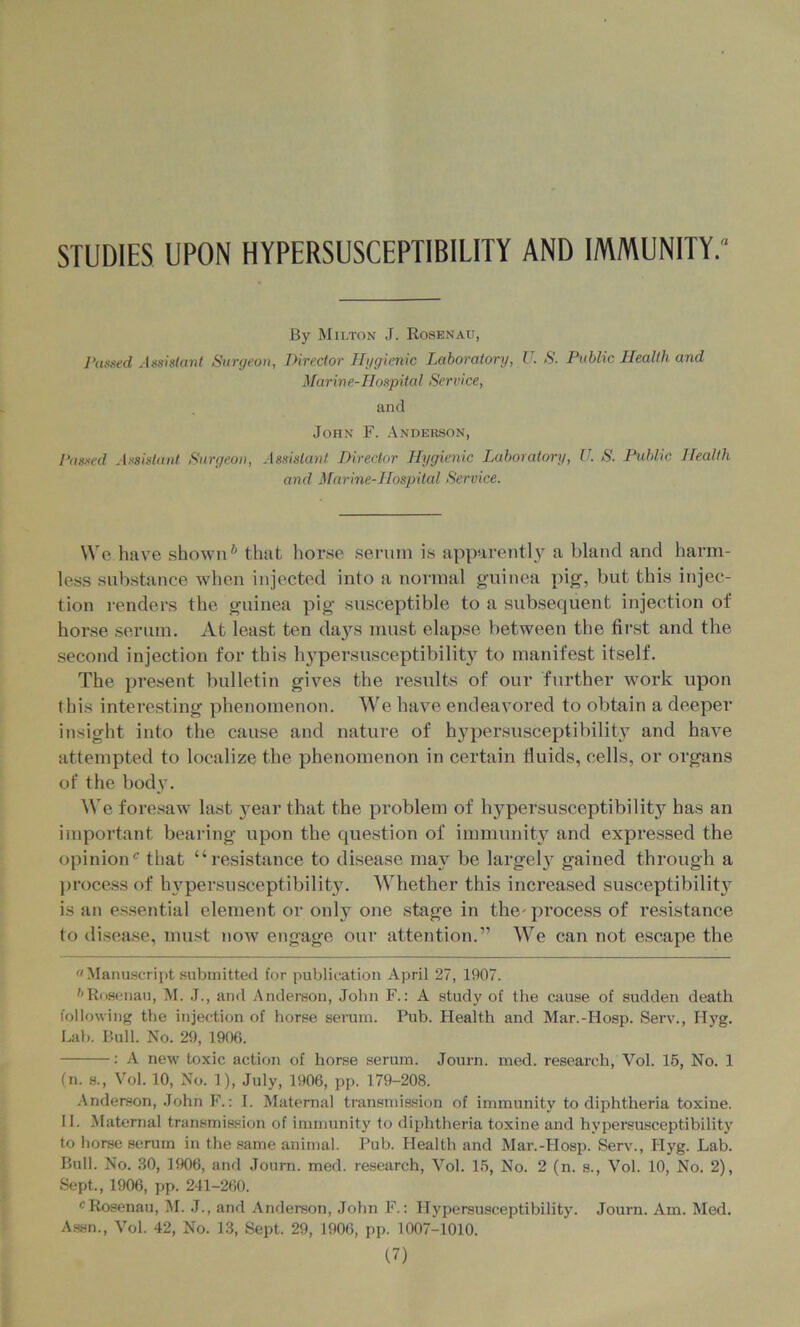 STUDIES UPON HYPERSUSCEPTIBILITY AND IMMUNITY.a
By Milton J. Rosenau,
Passed Assistant Surgeon, Director Hygienic Laboratory, U. S. Public Health and
Marine-Hospital Service,
and
John F. Anderson,
Passed Assistant Surgeon, Assistant Director Hygienic Laboratory, U. S. Public Health
and Marine-Hospital Service.
We have shown b that horse serum is apparently a bland and harm-
less substance when injected into a normal guinea pig, but this injec-
tion renders the guinea pig susceptible to a subsequent injection of
horse serum. At least ten days must elapse between the first and the
second injection for this hypersusceptibility to manifest itself.
The present bulletin gives the results of our further work upon
this interesting phenomenon. We have endeavored to obtain a deeper
insight into the cause and nature of hypersusceptibility and have
attempted to localize the phenomenon in certain fluids, cells, or organs
of the body.
We foresaw last year that the problem of hypersusceptibility has an
important bearing upon the question of immunity and expressed the
opinion c that “resistance to disease may be largely gained through a
process of hypersusceptibility. Whether this increased susceptibility
is an essential element or only one stage in the process of resistance
to disease, must now engage our attention.” We can not escape the
a Manuscript submitted for publication April 27, 1907.
b Rosenau, M. J., and Anderson, John F.: A study of the cause of sudden death
following the injection of horse serum. Pub. Health and Mar.-Hosp. Serv., Hyg.
Lab. Bull. No. 29, 1906.
———: A new toxic action of horse serum. Journ. med. research, Vol. 15, No. 1
(n. s., Vol. 10, No. 1), July, 1906, pp. 179-208.
Anderson, John F.: I. Maternal transmission of immunity to diphtheria toxine.
II. Maternal transmission of immunity to diphtheria toxine and hypersusceptibility
to horse serum in the same animal. Pub. Health and Mar.-Hosp. Serv., Hyg. Lab.
Bull. No. 30, 1906, and Journ. med. research, Vol. 15, No. 2 (n. s., Vol. 10, No. 2),
Sept., 1906, pp. 241-260.
c Rosenau, M. J., and Anderson, John F.: Hypersusceptibility. Journ. Am. Med.
Assn., Vol. 42, No. 13, Sept. 29, 1906, pp. 1007-1010.
(7)